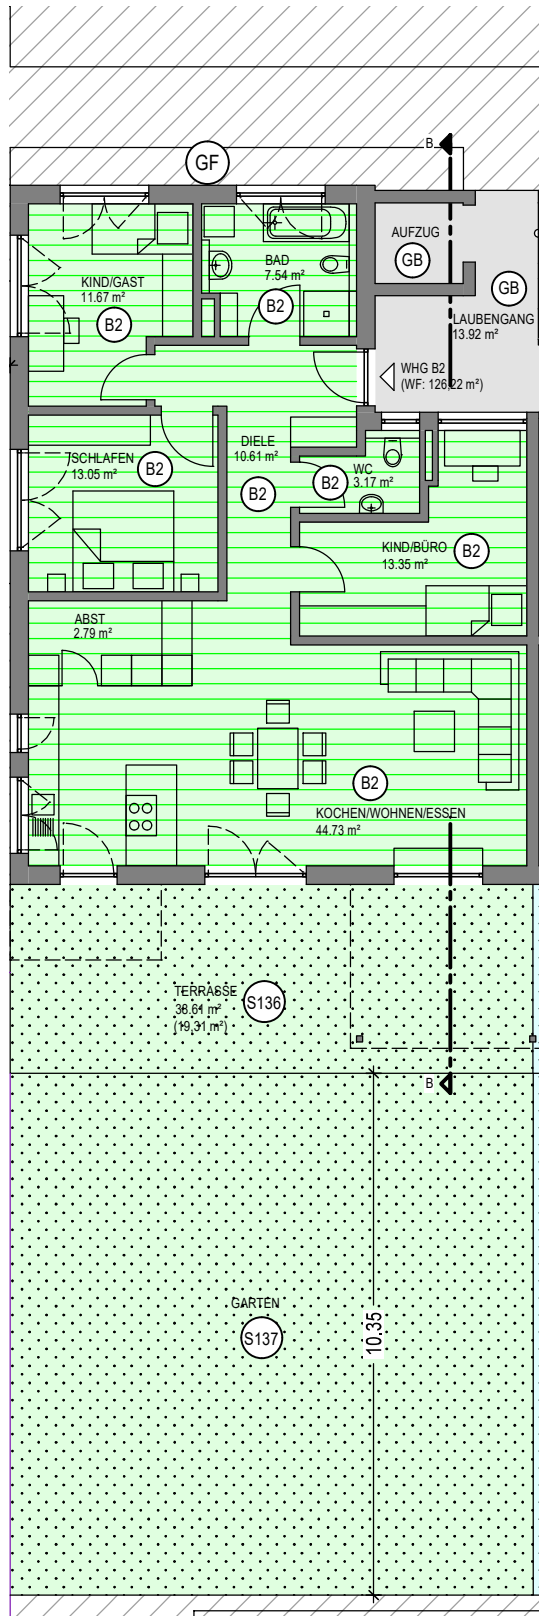 B
GF
AUFZUG
GB
GB
LAUBENGANG
13.92 m²
KIND/GAST
11.67 m²
B2
BAD
7.54 m²
B2
WHG B2
(WF: 126.22 m²)
SCHLAFEN
13.05 m²
B2
DIELE
10.61 m²
B2
WC
3.17 m²
B2
KIND/BÜRO
13.35 m²
B2
ABST
2.79 m²
B2
KOCHEN/WOHNEN/ESSEN
44.73 m²
TERRASSE
38.61 m²
(19.31 m²)
S136
B
GARTEN
S137
10.35